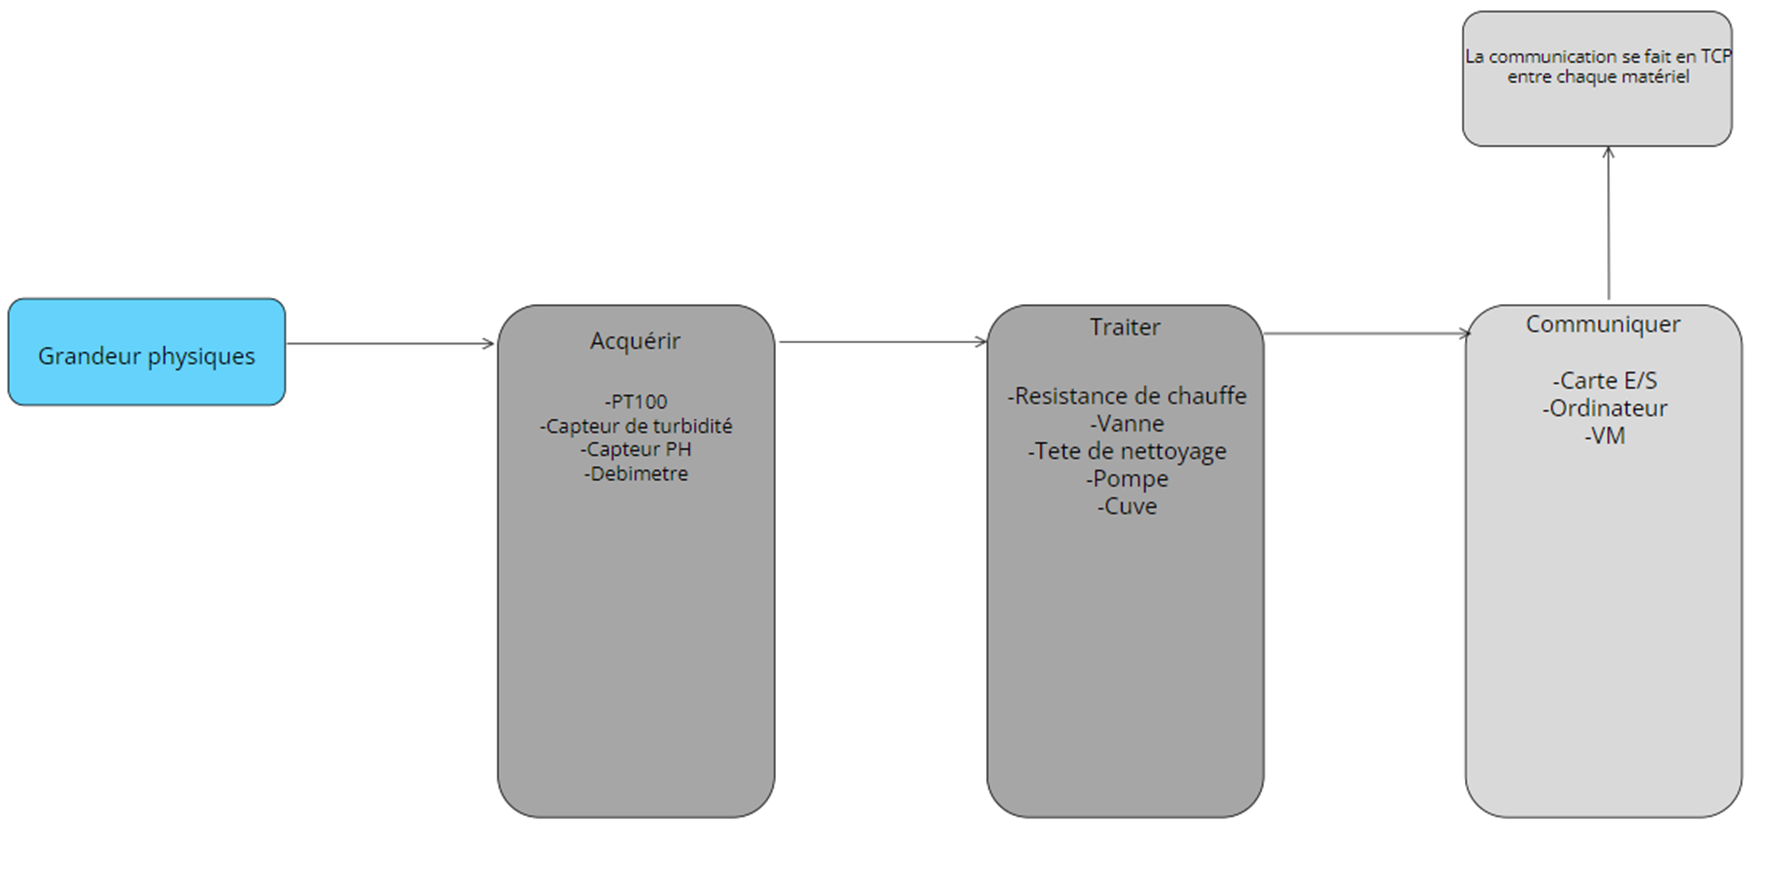 La communication se fait en TCP
entre chaque matériel
Grandeur physiques
Acquérir
-PT100
-Capteur de turbidité
-Capteur PH
-Debimetre
Traiter
-Resistance de chauffe
-Vanne
-Tete de nettoyage
-Pompe
-Cuve
Communiquer
-Carte E/S
-Ordinateur
-VM